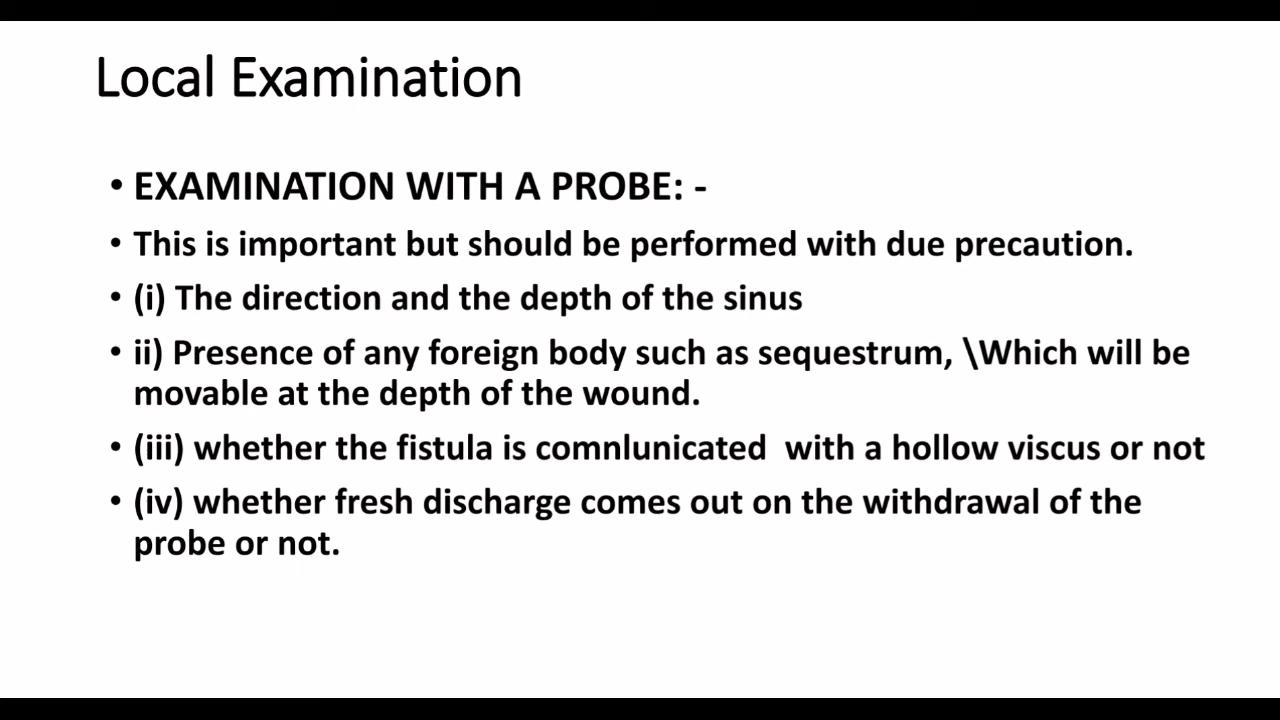 Local Examination
• EXAMINATION WITH A PROBE: -
• This is important but should be performed with due precaution.
• (i) The direction and the depth of the sinus
• ii) Presence of any foreign body such as sequestrum, \Which will be
movable at the depth of the wound.
• (iii) whether the fistula is comnlunicated  with a hollow viscus or not
• (iv) whether fresh discharge comes out on the withdrawal of the
probe or not.